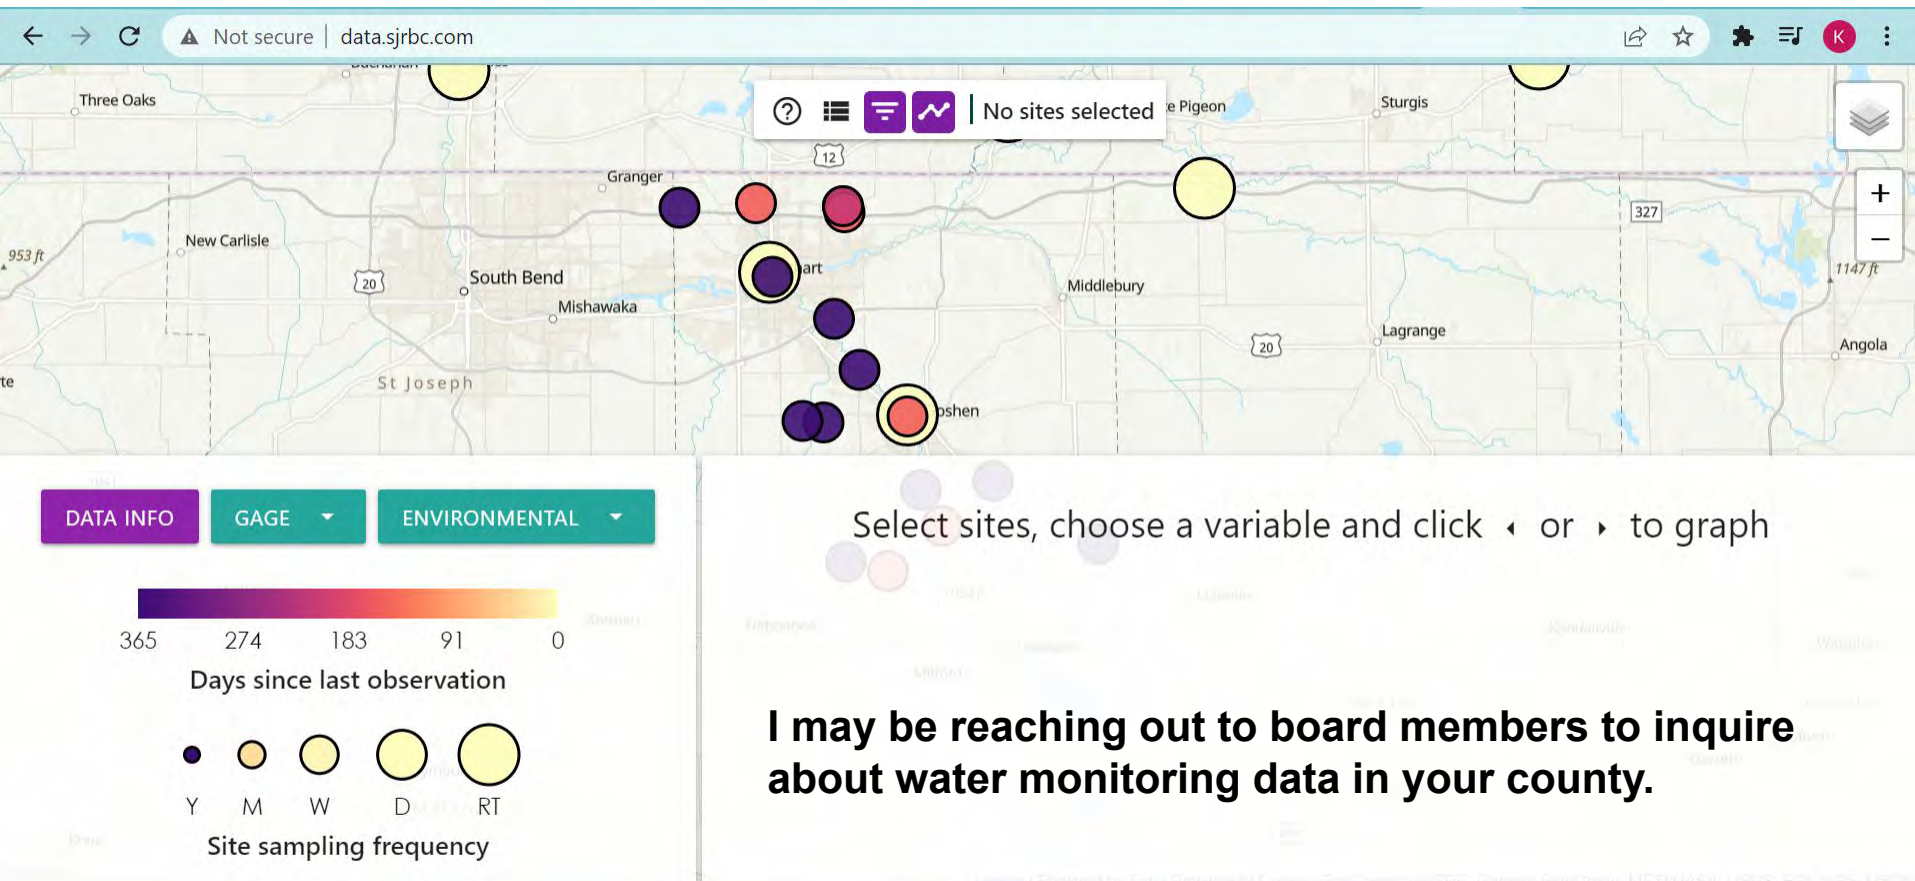 Not secure
data.sjrbc.com
K
Three Oaks
No sites selected
Pigeon
Sturgis
12
Granger
327
New Carlisle
953 ft
20
South Bend
Mishawaka
Middlebury
1147 ft
Lagrange
20
Angola
St Joseph
DATA INFO
GAGE
ENVIRONMENTAL
Select sites, choose a variable and click ◂ or ▸ to graph
365 274 183 91 0
Days since last observation
Y M W D RT
Site sampling frequency
I may be reaching out to board members to inquire
about water monitoring data in your county.